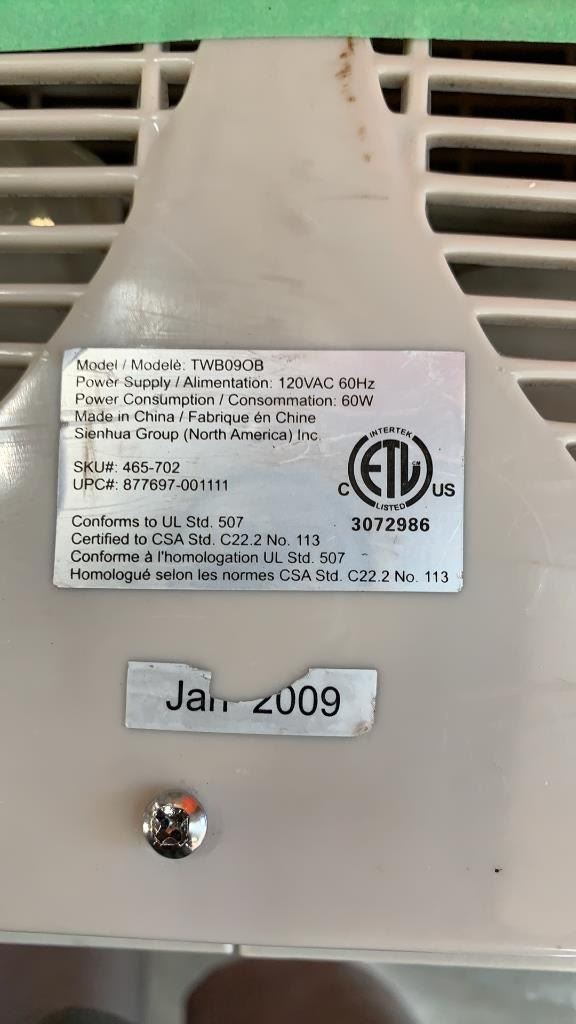 Model / Modelè: TWB09OB
Power Supply / Alimentation: 120VAC 60Hz
Power Consumption / Consommation: 60W
Made in China / Fabrique én Chine
Sienhua Group (North America) Inc.
SKU#: 465-702
UPC#: 877697-001111
INTERTEK
C ETL CM US
LISTED
3072986
Conforms to UL Std. 507
Certified to CSA Std. C22.2 No. 113
Conforme à l'homologation UL Std. 507
Homologué selon les normes CSA Std. C22.2 No. 113
Jan 2009